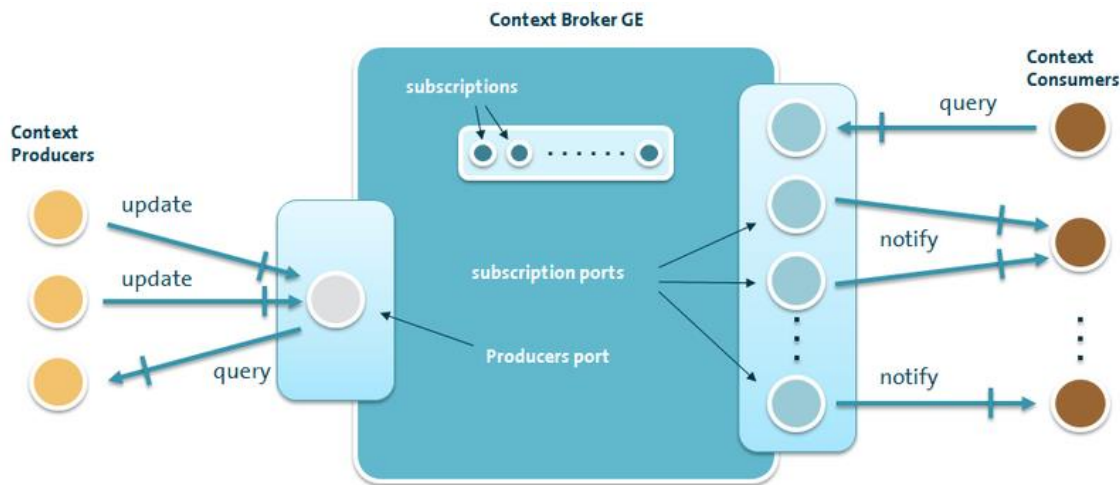 Context Broker GE
subscriptions
Context
Producers
update
update
query
subscription ports
Producers port
Context
Consumers
query
notify
notify